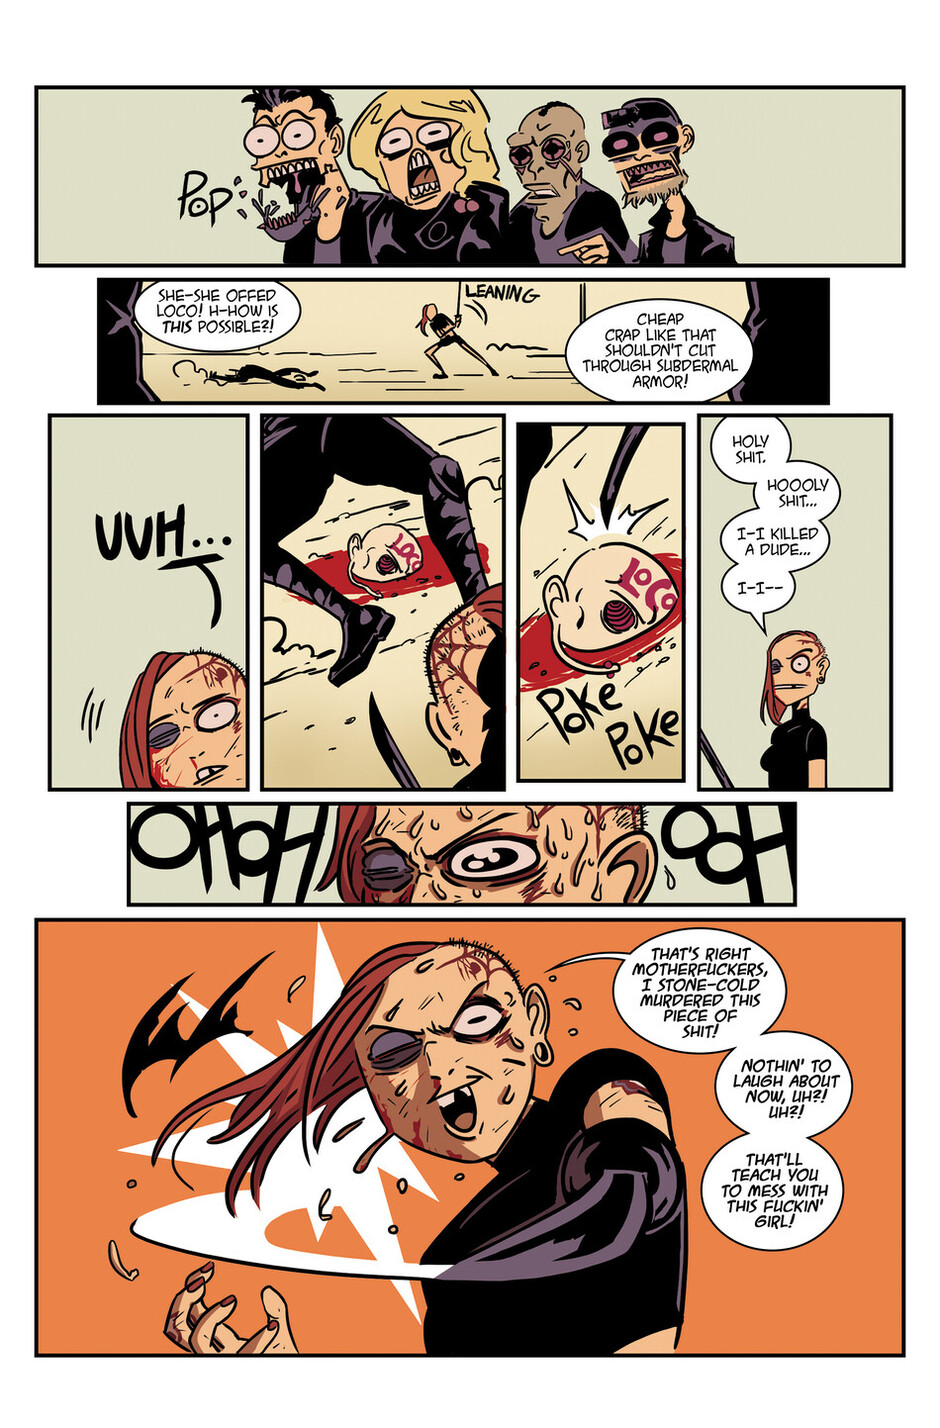 POP
SHE-SHE OFFED
LOCO! H-HOW IS
THIS POSSIBLE?!
LEANING
CHEAP
CRAP LIKE THAT
SHOULDN'T CUT
THROUGH SUBDERMAL
ARMOR!
UUH...
LOCO
LOCO
POKE
POKE
HOLY
SHIT.
HOOOLY
SHIT...
I-I KILLED
A DUDE...
I-I--
OHOH
OOH
THAT'S RIGHT
MOTHERFUCKERS,
I STONE-COLD
MURDERED THIS
PIECE OF
SHIT!
NOTHIN' TO
LAUGH ABOUT
NOW, UH?!
UH?!
THAT'LL
TEACH YOU
TO MESS WITH
THIS FUCKIN'
GIRL!